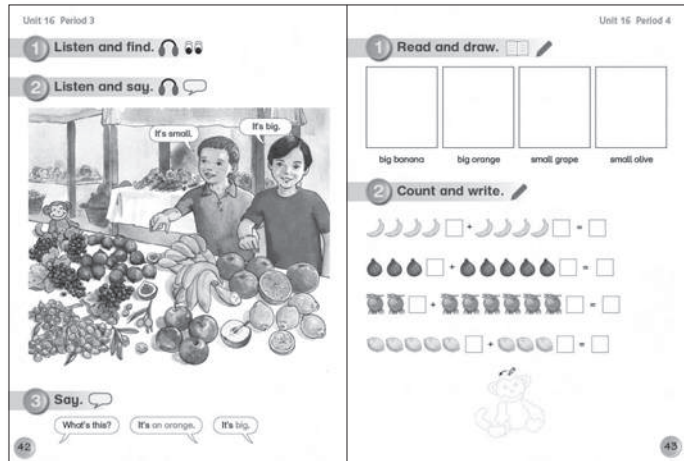 Unit 16 Period 3
1 Listen and find.
2 Listen and say.
It's small.
It's big.
3 Say.
What's this?
It's an orange.
It's big.
42
Unit 16 Period 4
1 Read and draw.
big banana
big orange
small grape
small olive
2 Count and write.
+ =
+ =
+ =
+ =
43